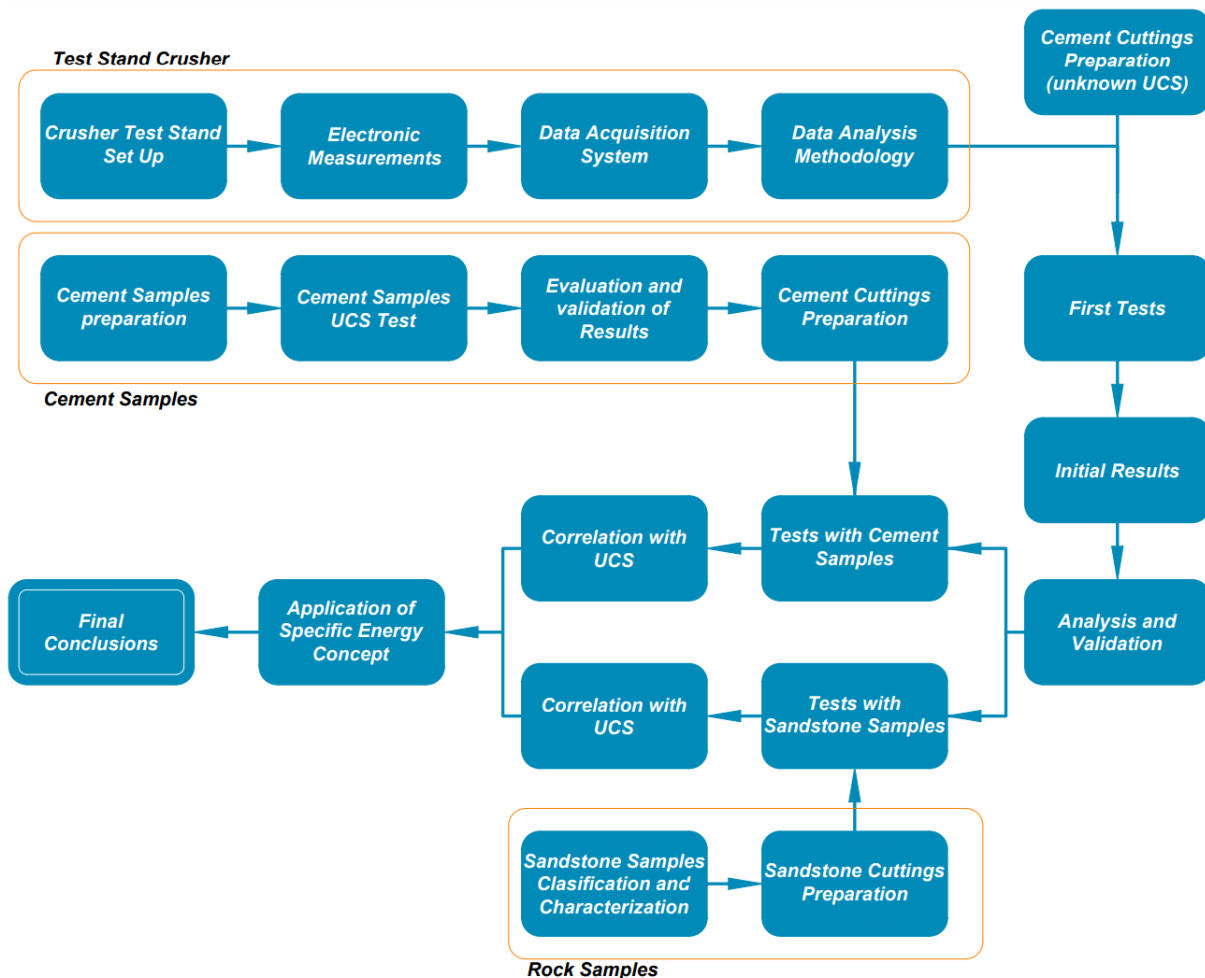 Test Stand Crusher
Cement Cuttings
Preparation
(unknown UCS)
Crusher Test Stand
Set Up
Electronic
Measurements
Data Acquisition
System
Data Analysis
Methodology
Cement Samples
preparation
Cement Samples
UCS Test
Evaluation and
validation of
Results
Cement Cuttings
Preparation
First Tests
Cement Samples
Initial Results
Correlation with
UCS
Tests with Cement
Samples
Final
Conclusions
Application of
Specific Energy
Concept
Analysis and
Validation
Correlation with
UCS
Tests with
Sandstone Samples
Sandstone Samples
Clasification and
Characterization
Sandstone Cuttings
Preparation
Rock Samples